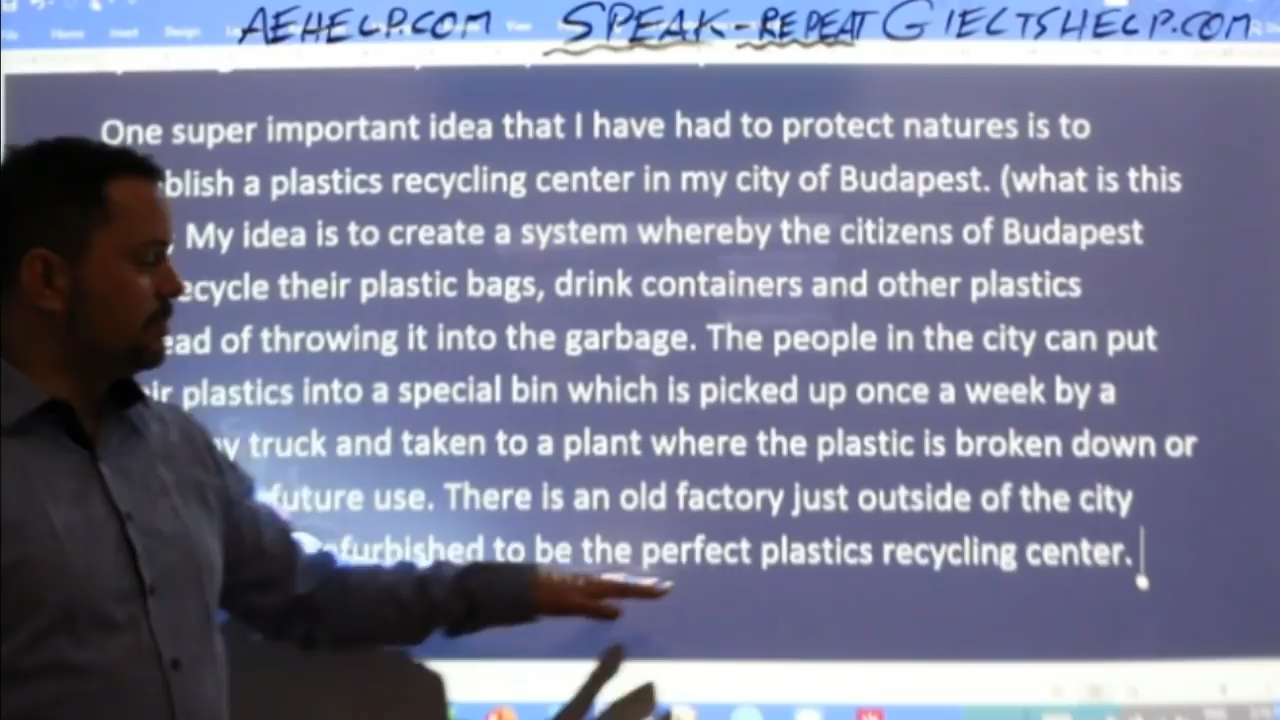 AEHELP.COM SPEAK-REPEAT G IELTSHELP.COM
One super important idea that I have had to protect natures is to
blish a plastics recycling center in my city of Budapest. (what is this
My idea is to create a system whereby the citizens of Budapest
ecycle their plastic bags, drink containers and other plastics
ead of throwing it into the garbage. The people in the city can put
ir plastics into a special bin which is picked up once a week by a
y truck and taken to a plant where the plastic is broken down or
future use. There is an old factory just outside of the city
furbished to be the perfect plastics recycling center.